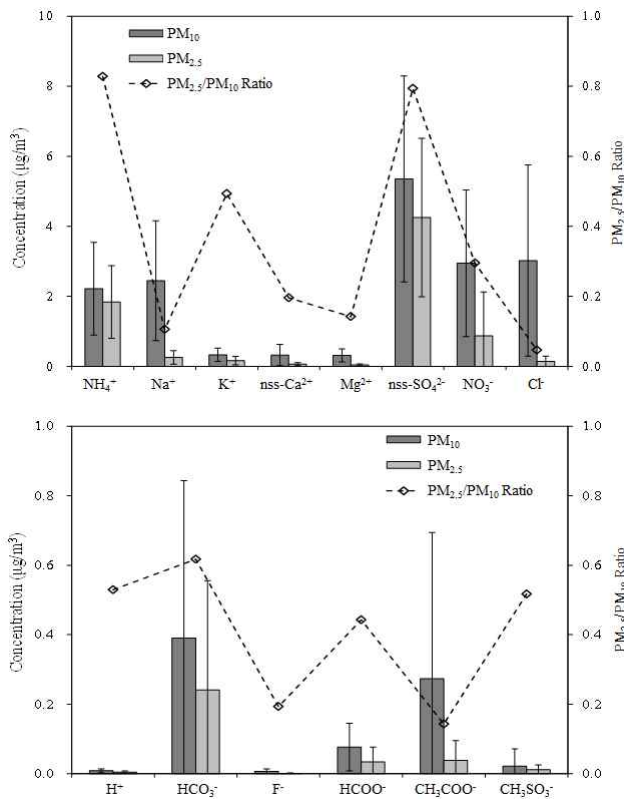 10
8
6
4
2
0
Concentration (μg/m³)
PM₁₀
PM₂.₅
PM₂.₅/PM₁₀ Ratio
1.0
0.8
0.6
0.4
0.2
0.0
PM₂.₅/PM₁₀ Ratio
NH₄⁺ Na⁺ K⁺ nss-Ca²⁺ Mg²⁺ nss-SO₄²⁻ NO₃⁻ Cl⁻
1.0
0.8
0.6
0.4
0.2
0.0
Concentration (μg/m³)
PM₁₀
PM₂.₅
PM₂.₅/PM₁₀ Ratio
1.0
0.8
0.6
0.4
0.2
0.0
PM₂.₅/PM₁₀ Ratio
H⁺ HCO₃⁻ F⁻ HCOO⁻ CH₃COO⁻ CH₃SO₃⁻